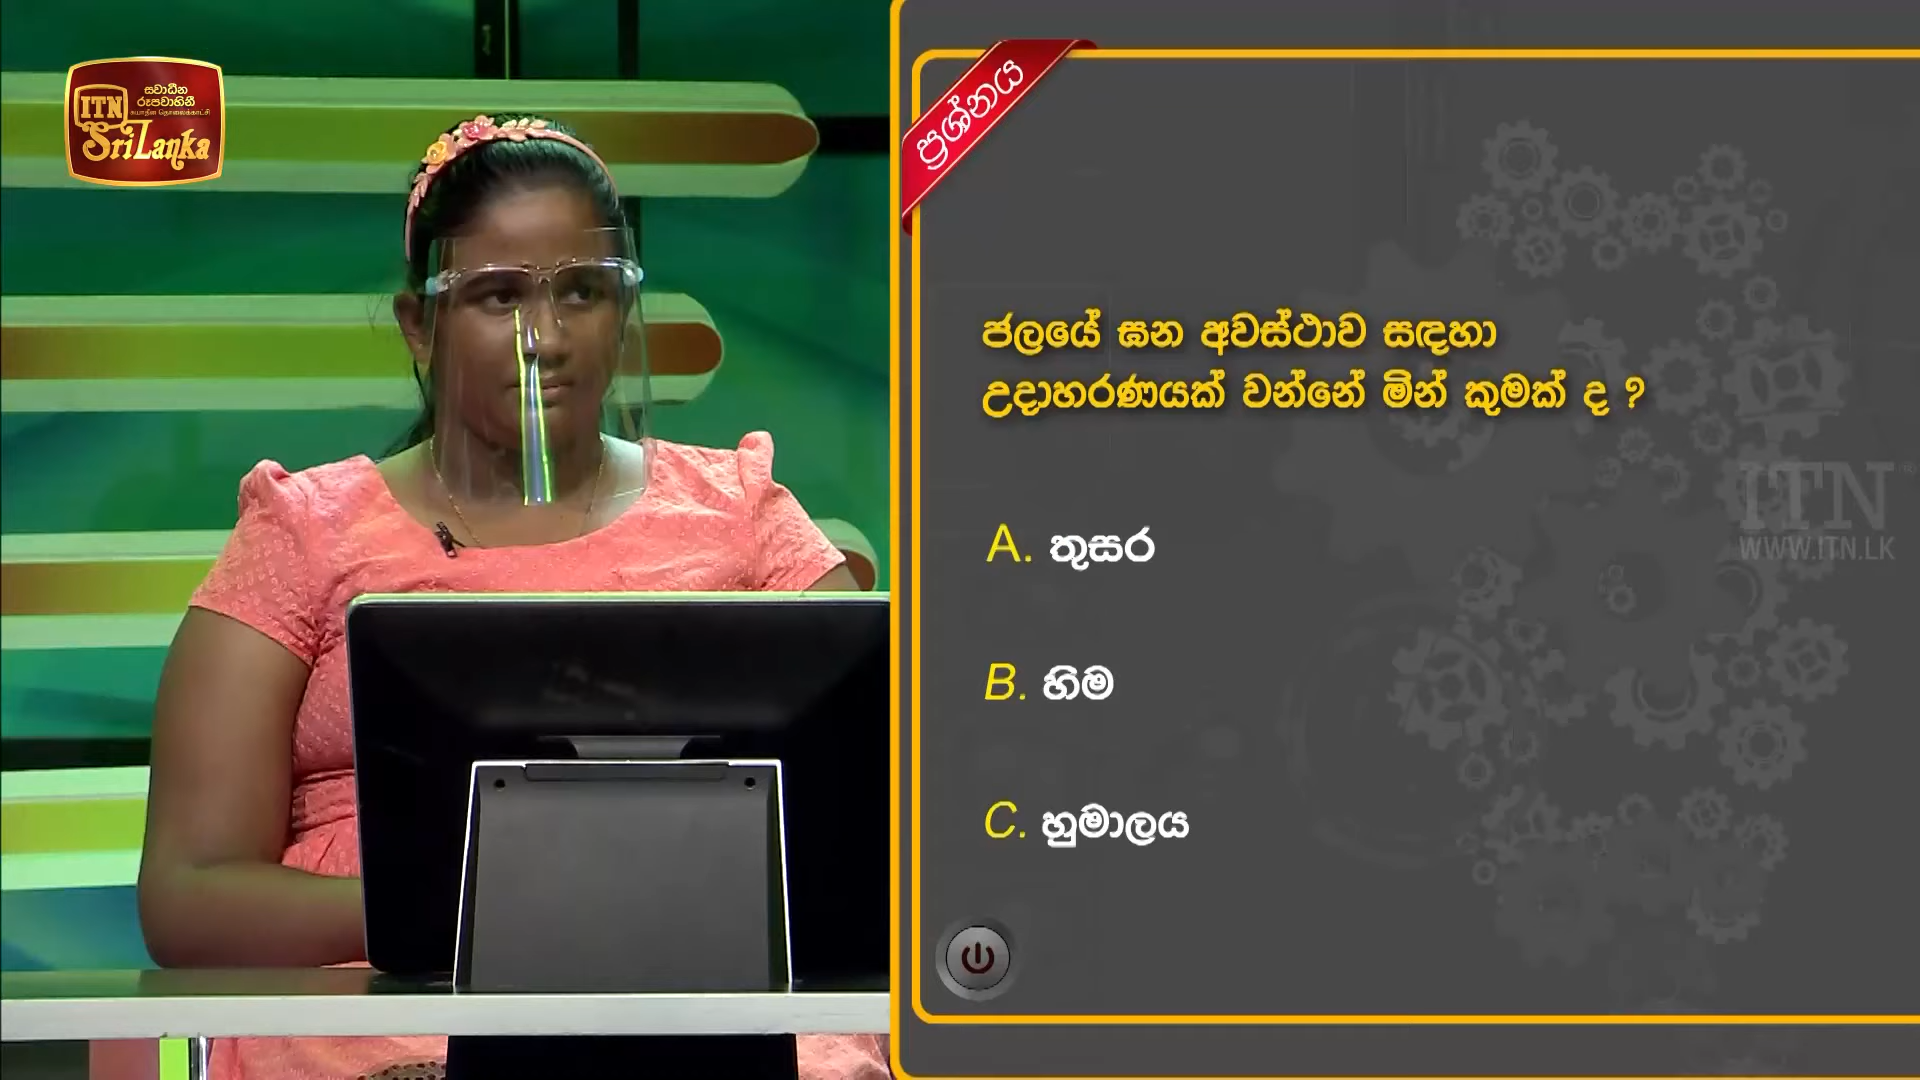 ITN
ස්වාධීන
රූපවාහිනී
சுயாதீன தொலைக்காட்சி
Sri Lanka
ප්‍රශ්නය
ජලයේ ඝන අවස්ථාව සඳහා
උදාහරණයක් වන්නේ මින් කුමක් ද ?
A. තුසර
B. හිම
C. හුමාලය
ITN
WWW.ITN.LK